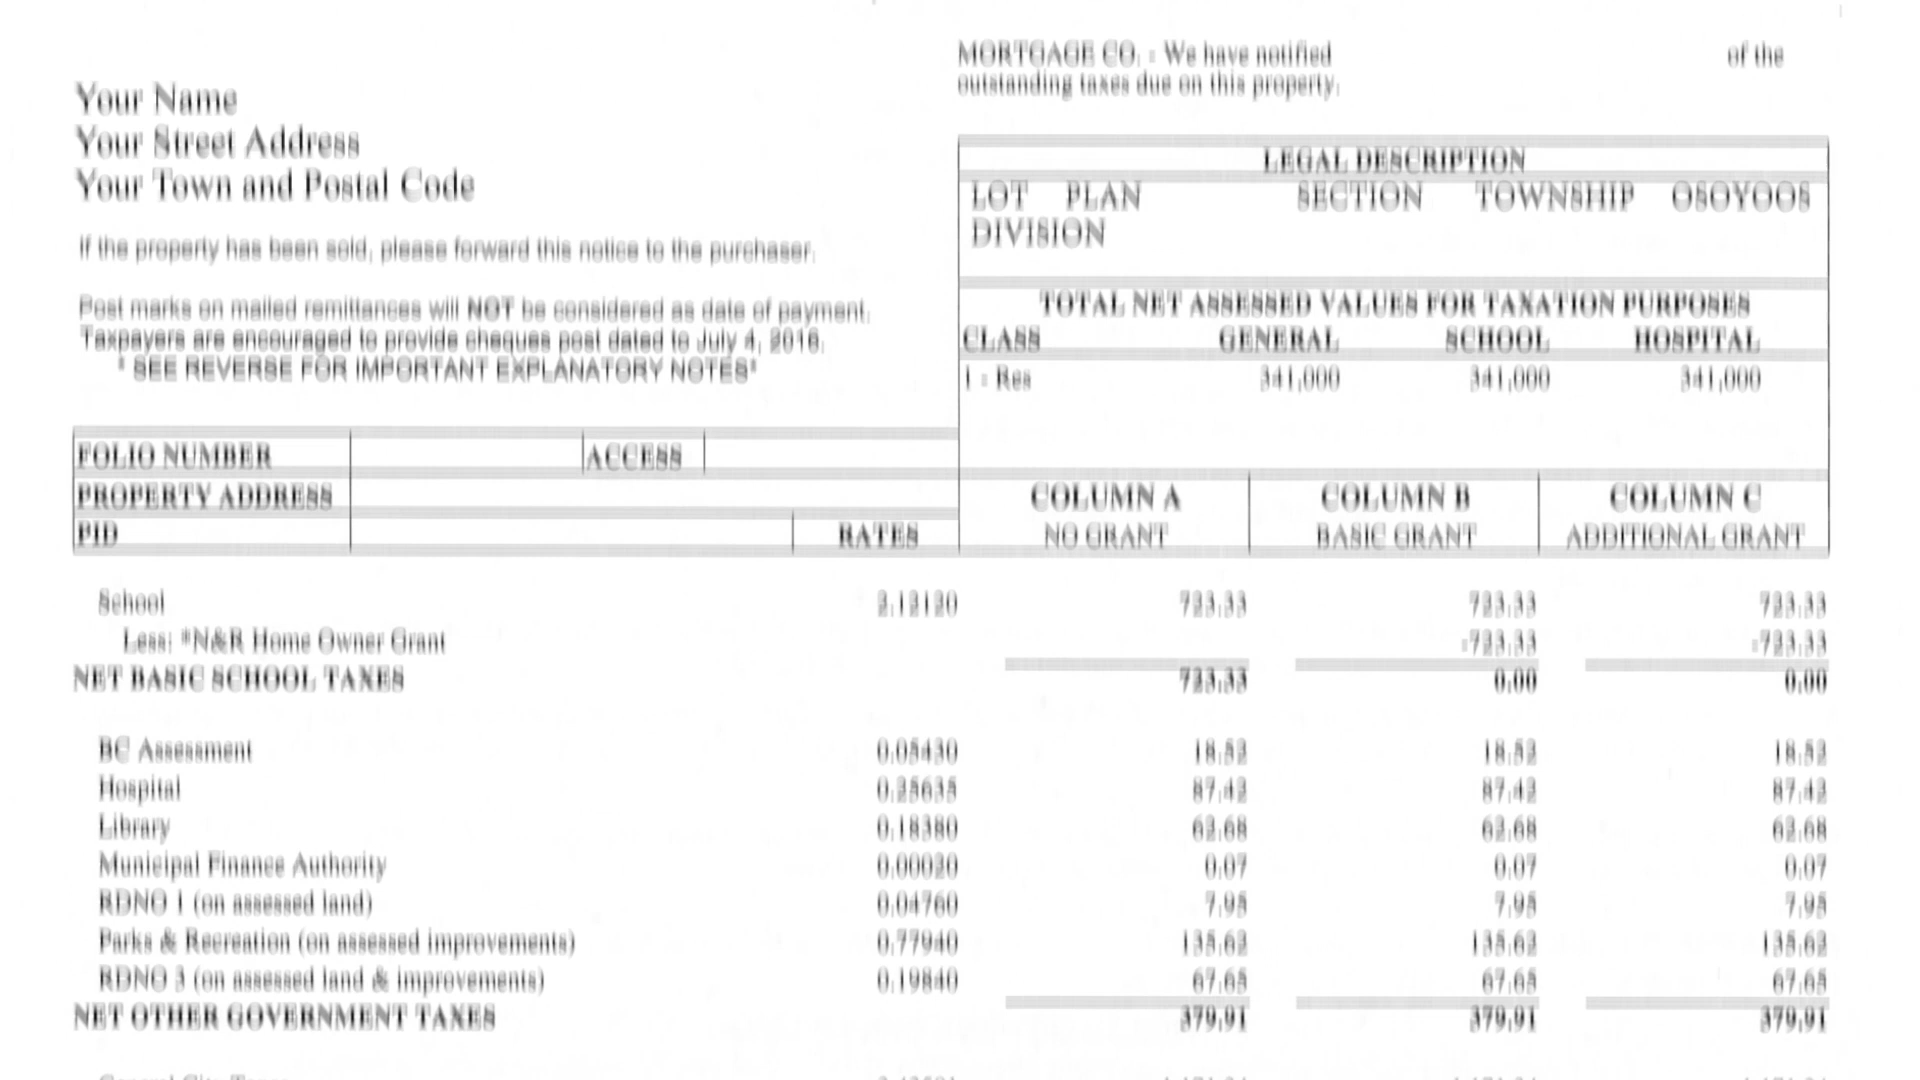 MORTGAGE CO. - We have notified of the
outstanding taxes due on this property.
Your Name
Your Street Address
Your Town and Postal Code
If the property has been sold, please forward this notice to the purchaser.
Post marks on mailed remittances will NOT be considered as date of payment.
Taxpayers are encouraged to provide cheques post dated to July 4, 2016.
* SEE REVERSE FOR IMPORTANT EXPLANATORY NOTES*
LEGAL DESCRIPTION
LOT PLAN SECTION TOWNSHIP OSOYOOS
DIVISION
TOTAL NET ASSESSED VALUES FOR TAXATION PURPOSES
CLASS GENERAL SCHOOL HOSPITAL
1 - Res 341,000 341,000 341,000
FOLIO NUMBER ACCESS
PROPERTY ADDRESS
PID RATES
COLUMN A COLUMN B COLUMN C
NO GRANT BASIC GRANT ADDITIONAL GRANT
School 2.12120 723.33 723.33 723.33
Less: *N&R Home Owner Grant -723.33 -723.33
NET BASIC SCHOOL TAXES 723.33 0.00 0.00
BC Assessment 0.05430 18.52 18.52 18.52
Hospital 0.25635 87.42 87.42 87.42
Library 0.18380 62.68 62.68 62.68
Municipal Finance Authority 0.00020 0.07 0.07 0.07
RDNO 1 (on assessed land) 0.04760 7.95 7.95 7.95
Parks & Recreation (on assessed improvements) 0.77940 135.62 135.62 135.62
RDNO 3 (on assessed land & improvements) 0.19840 67.65 67.65 67.65
NET OTHER GOVERNMENT TAXES 379.91 379.91 379.91